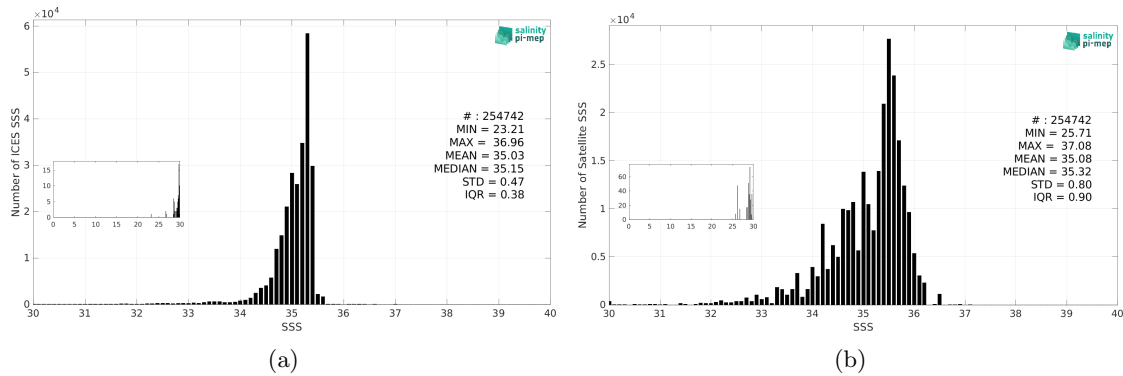 ×10⁴
6
5
4
3
2
1
0
Number of ICES SSS
salinity
pi-mep
# : 254742
MIN = 23.21
MAX = 36.96
MEAN = 35.03
MEDIAN = 35.15
STD = 0.47
IQR = 0.38
15
10
5
0
0 5 10 15 20 25 30
30 31 32 33 34 35 36 37 38 39 40
SSS
(a)
×10⁴
2.5
2
1.5
1
0.5
0
Number of Satellite SSS
salinity
pi-mep
# : 254742
MIN = 25.71
MAX = 37.08
MEAN = 35.08
MEDIAN = 35.32
STD = 0.80
IQR = 0.90
60
40
20
0
0 5 10 15 20 25 30
30 31 32 33 34 35 36 37 38 39 40
SSS
(b)